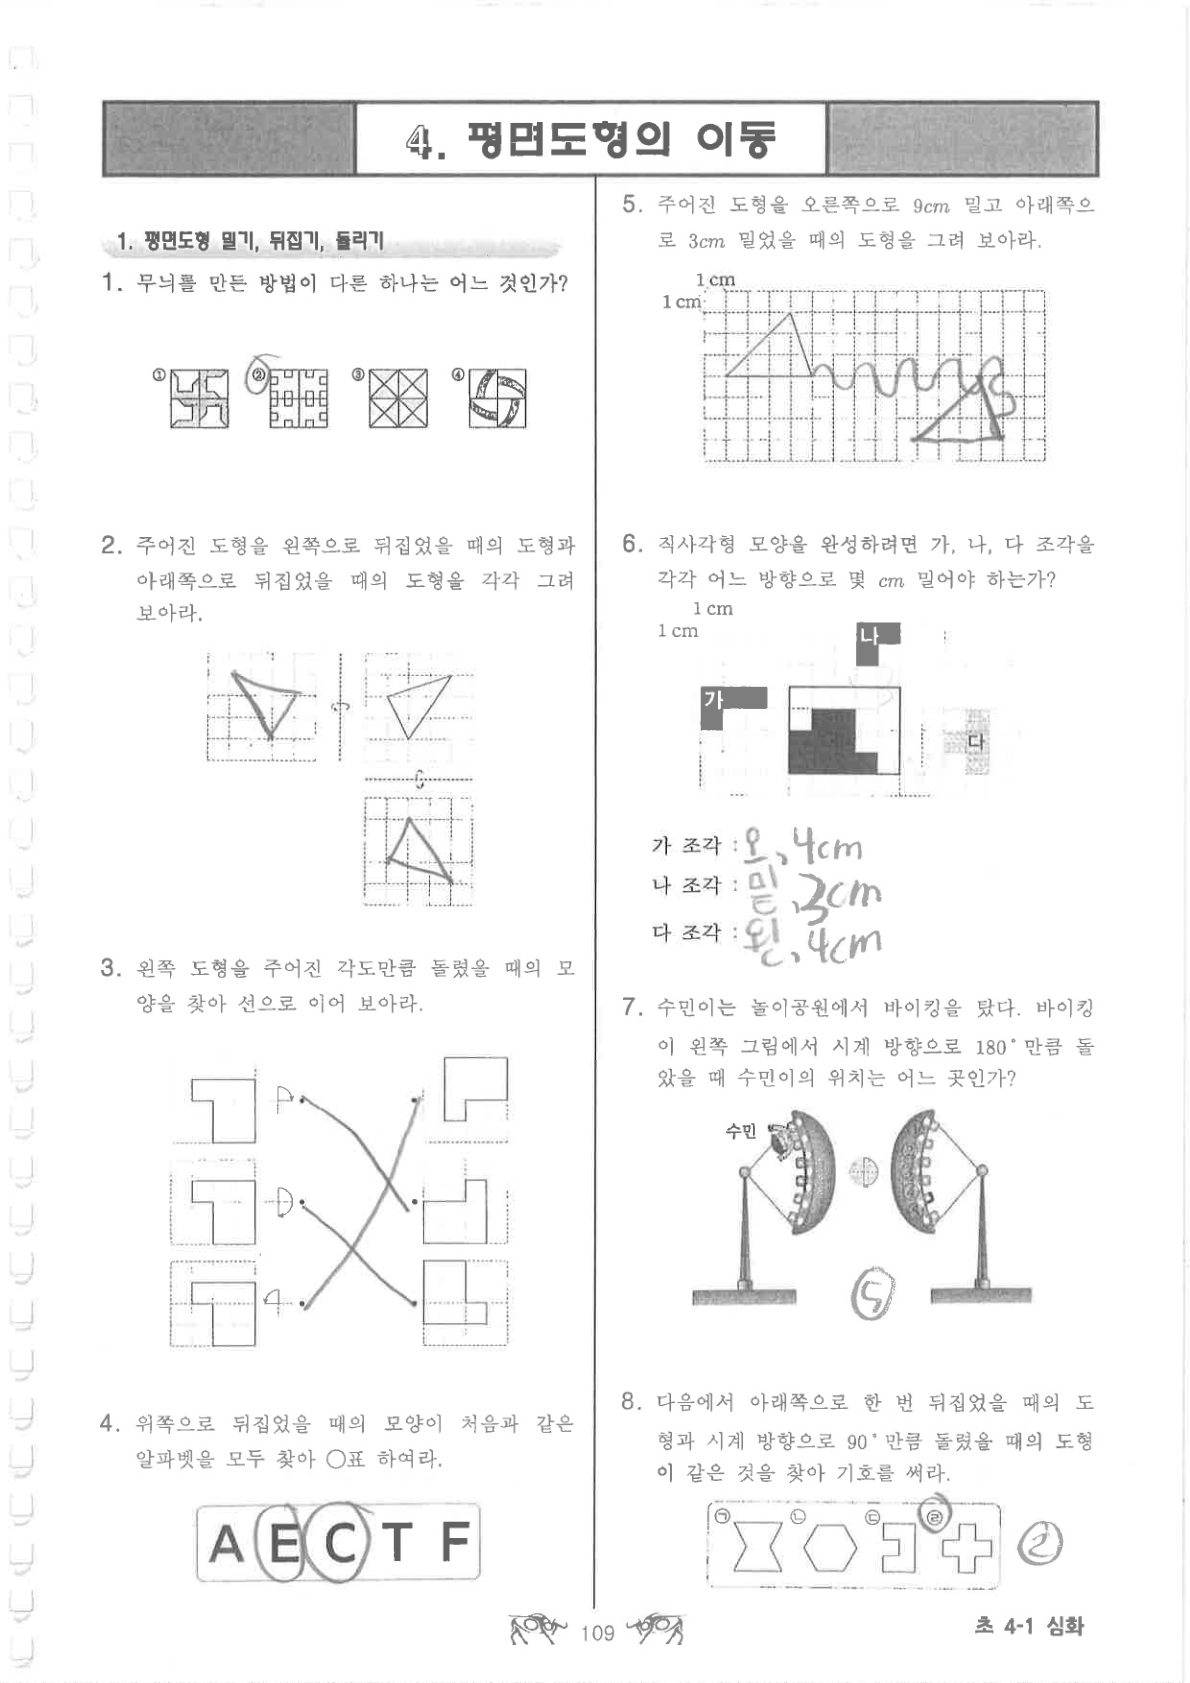 4. 평면도형의 이동
1. 평면도형 밀기, 뒤집기, 돌리기
1. 무늬를 만든 방법이 다른 하나는 어느 것인가?
① ② ③ ④
2. 주어진 도형을 왼쪽으로 뒤집었을 때의 도형과
아래쪽으로 뒤집었을 때의 도형을 각각 그려
보아라.
3. 왼쪽 도형을 주어진 각도만큼 돌렸을 때의 모
양을 찾아 선으로 이어 보아라.
4. 위쪽으로 뒤집었을 때의 모양이 처음과 같은
알파벳을 모두 찾아 ○표 하여라.
A E C T F
5. 주어진 도형을 오른쪽으로 9cm 밀고 아래쪽으
로 3cm 밀었을 때의 도형을 그려 보아라.
1cm
1cm
6. 직사각형 모양을 완성하려면 가, 나, 다 조각을
각각 어느 방향으로 몇 cm 밀어야 하는가?
1cm
1cm
나
가
다
가 조각 : 오, 4cm
나 조각 : 밑, 3cm
다 조각 : 왼, 4cm
7. 수민이는 놀이공원에서 바이킹을 탔다. 바이킹
이 왼쪽 그림에서 시계 방향으로 180°만큼 돌
았을 때 수민이의 위치는 어느 곳인가?
수민
⑤
8. 다음에서 아래쪽으로 한 번 뒤집었을 때의 도
형과 시계 방향으로 90°만큼 돌렸을 때의 도형
이 같은 것을 찾아 기호를 써라.
㉠ ㉡ ㉢ ㉣ ㉣
109
초 4-1 심화